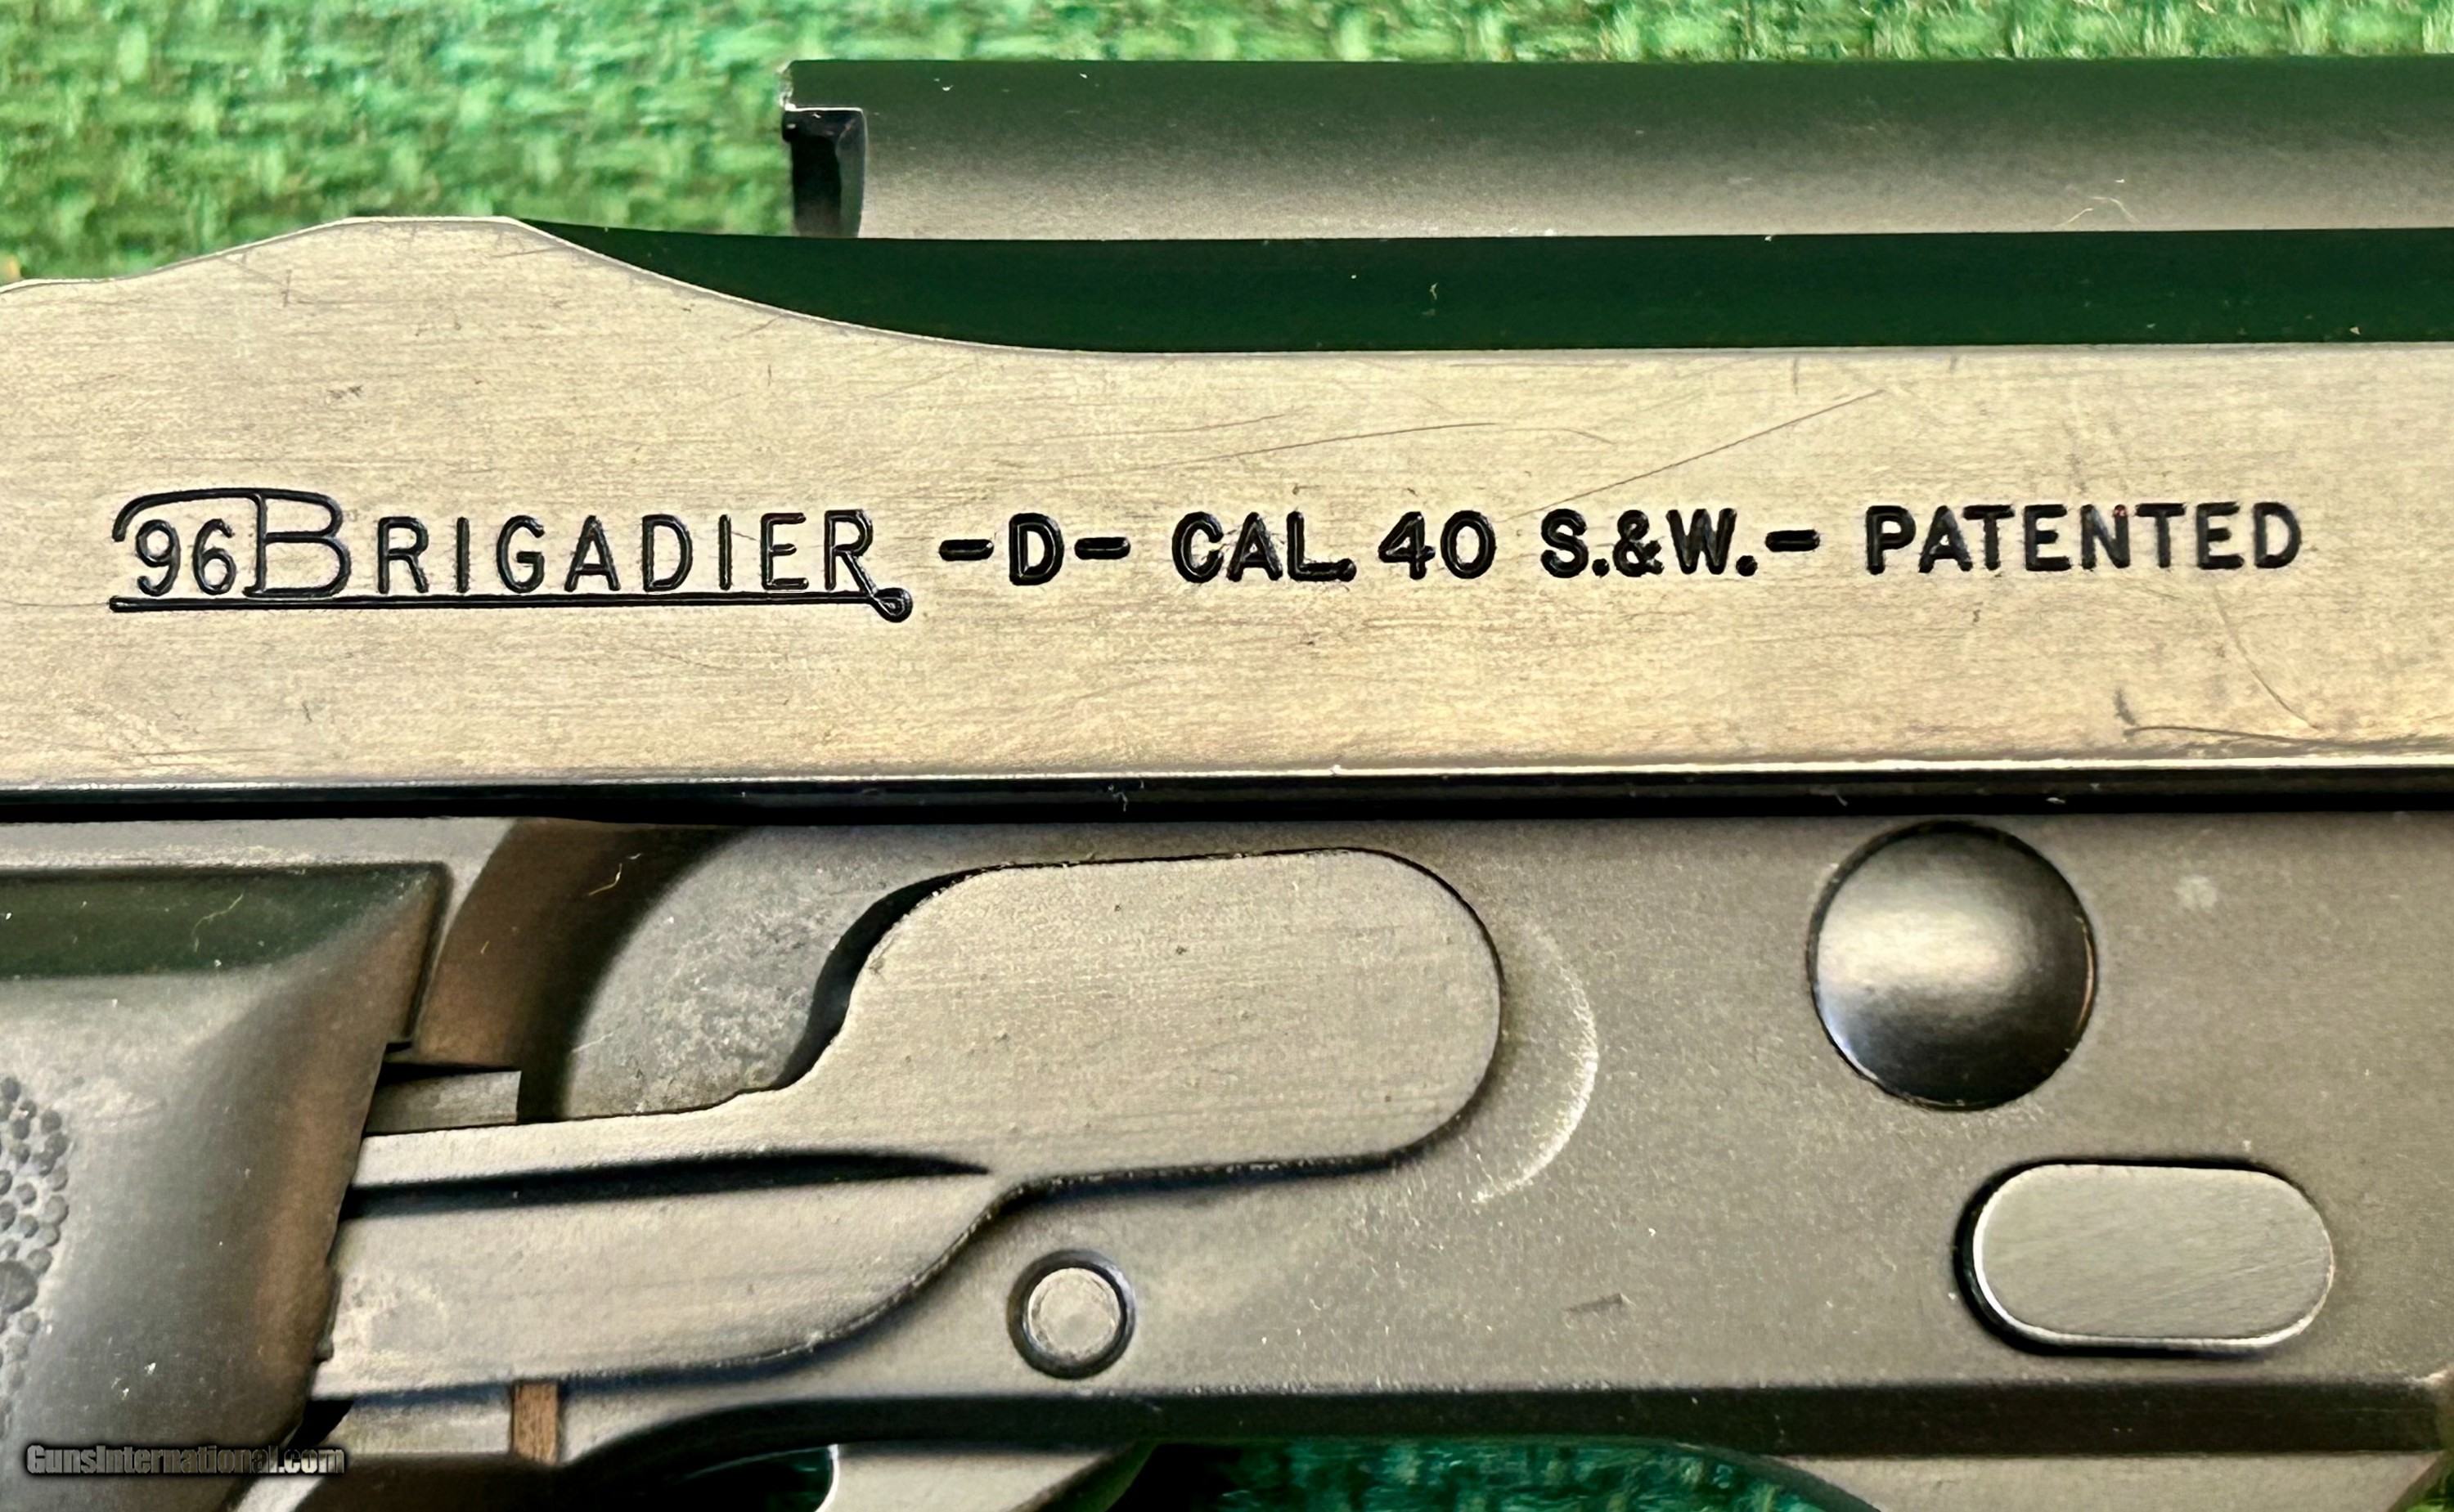 96 BRIGADIER -D- CAL. 40 S.&W.- PATENTED
GunsInternational.com